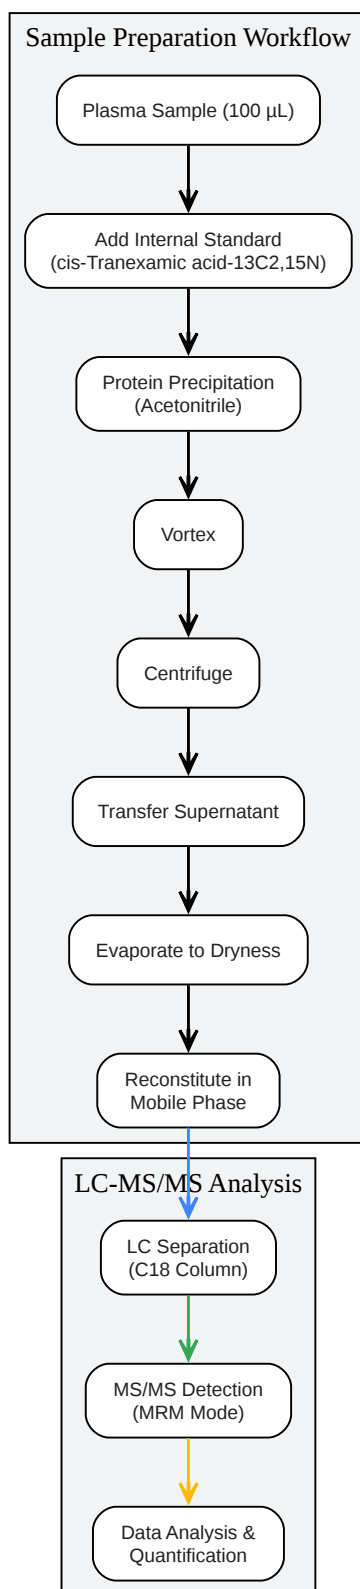 Sample Preparation Workflow
Plasma Sample (100 µL)
Add Internal Standard
(cis-Tranexamic acid-13C2,15N)
Protein Precipitation
(Acetonitrile)
Vortex
Centrifuge
Transfer Supernatant
Evaporate to Dryness
Reconstitute in
Mobile Phase
LC-MS/MS Analysis
LC Separation
(C18 Column)
MS/MS Detection
(MRM Mode)
Data Analysis &
Quantification